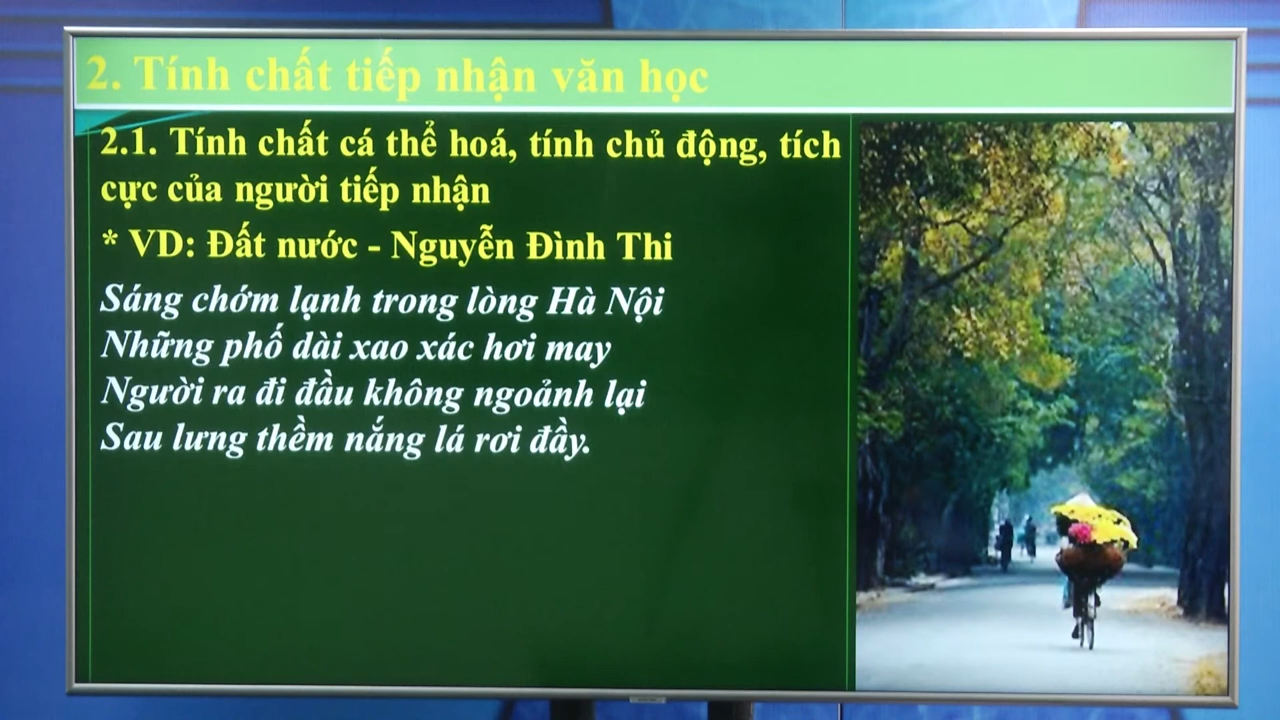 2. Tính chất tiếp nhận văn học
2.1. Tính chất cá thể hoá, tính chủ động, tích
cực của người tiếp nhận
* VD: Đất nước - Nguyễn Đình Thi
Sáng chớm lạnh trong lòng Hà Nội
Những phố dài xao xác hơi may
Người ra đi đầu không ngoảnh lại
Sau lưng thềm nắng lá rơi đầy.